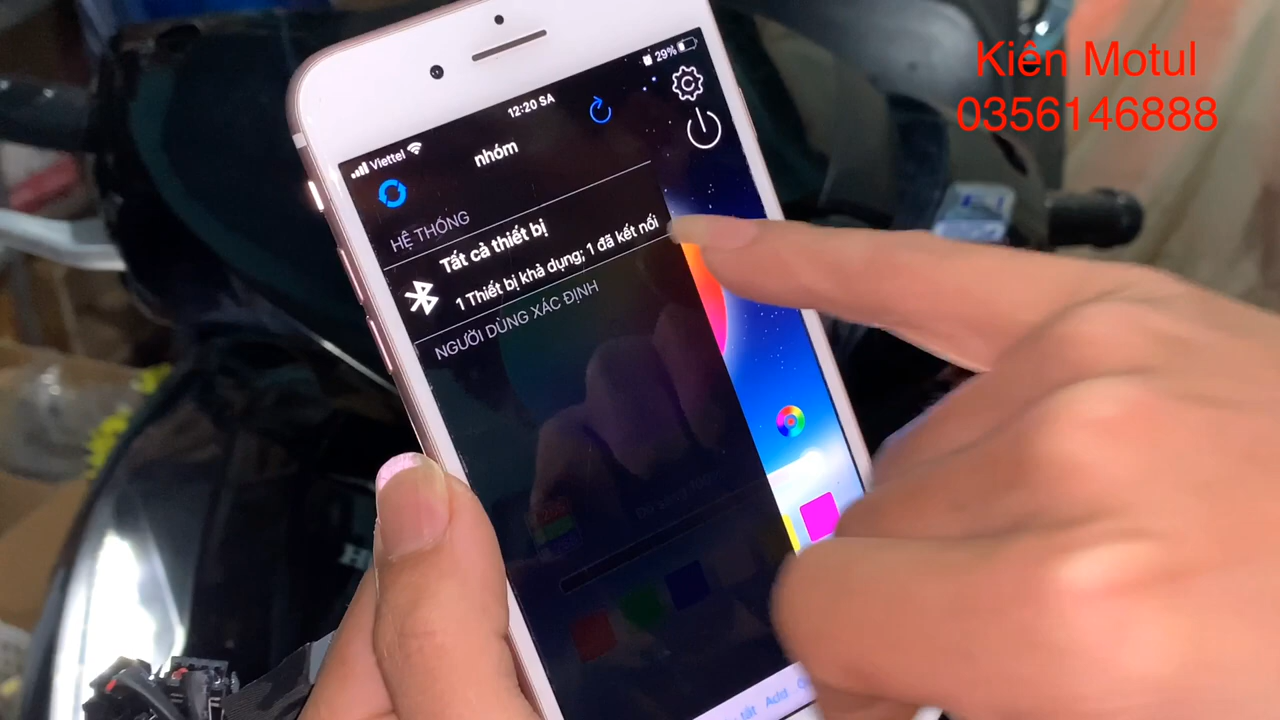 Kiên Motul
0356146888
29%
12:20 SA
Viettel
nhóm
HỆ THỐNG
Tất cả thiết bị
1 Thiết bị khả dụng; 1 đã kết nối
NGƯỜI DÙNG XÁC ĐỊNH
Add